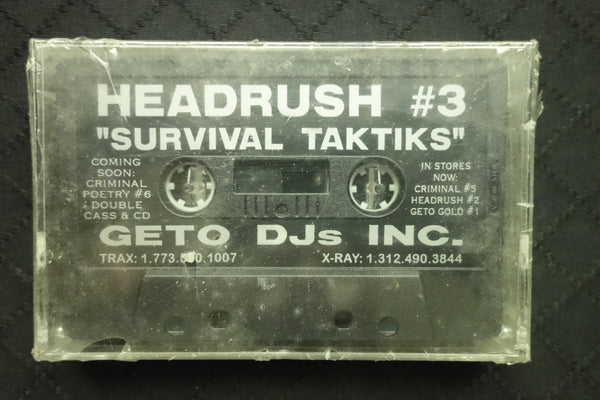 HEADRUSH #3
"SURVIVAL TAKTIKS"
COMING
SOON:
CRIMINAL
POETRY #6
DOUBLE
CASS & CD
IN STORES
NOW:
CRIMINAL #5
HEADRUSH #2
GETO GOLD #1
GETO DJs INC.
TRAX: 1.773.
X-RAY: 1.312.490.3844